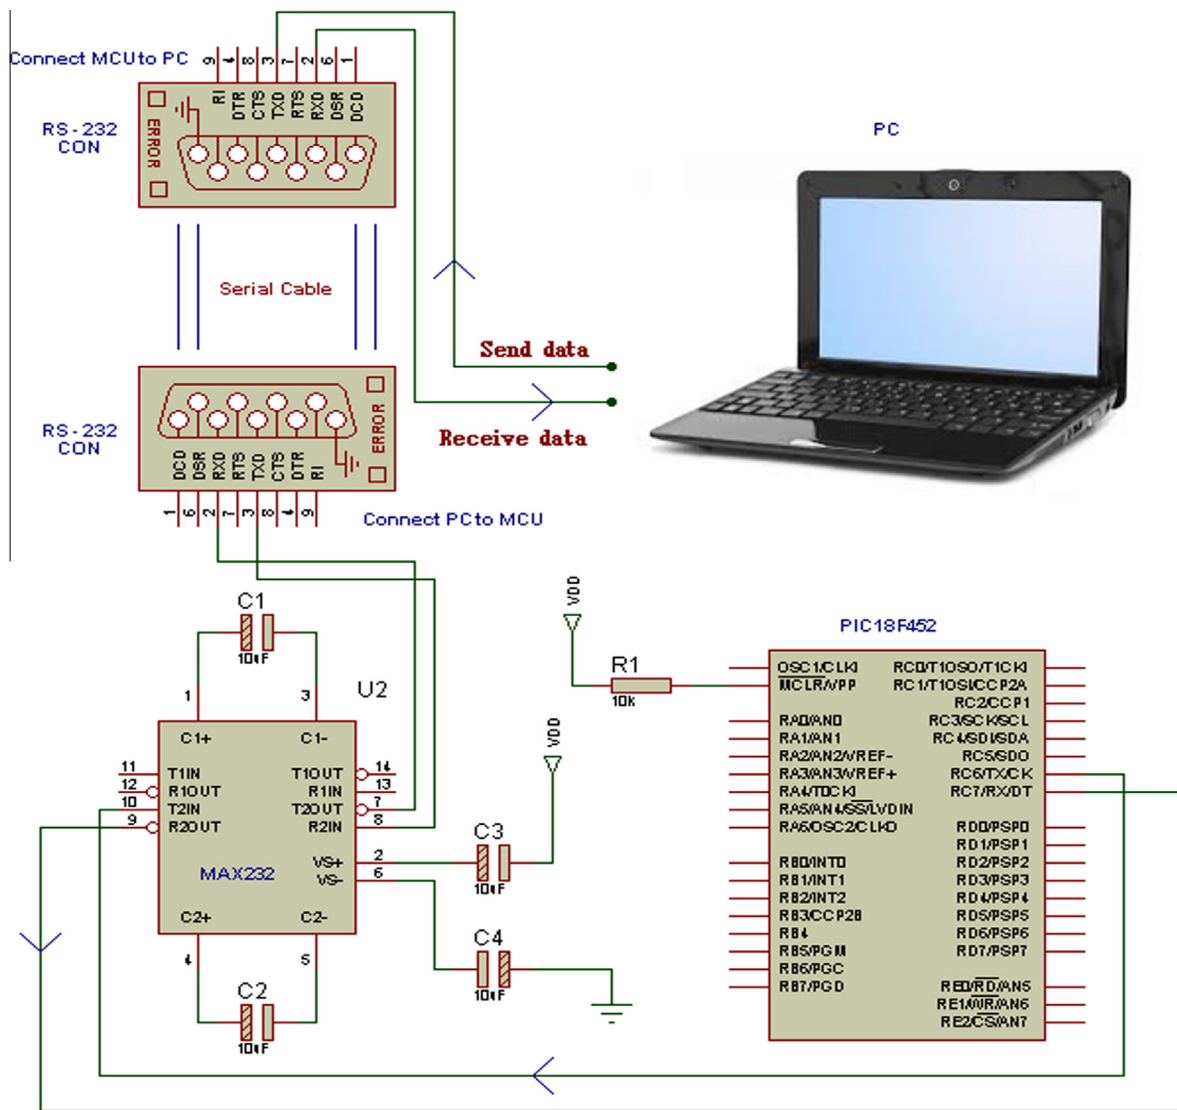 Connect MCUto PC
9 4 8 3 7 2 6 1
RI DTR CTS TXD RTS RXD DSR DCD
ERROR
RS-232
CON
PC
Serial Cable
Send data
Receive data
RS-232
CON
ERROR
DCD DSR RXD RTS TXD CTS DTR RI
1 6 2 7 3 8 4 9
Connect PCto MCU
C1
10uF
1
3
U2
C1+ C1-
11 T1IN T1OUT 14
12 R1OUT R1IN 13
10 T2IN T2OUT 7
9 R2OUT R2IN 8
VS+ 2
VS- 6
MAX232
C2+ C2-
4
5
C2
10uF
VDD
C3
10uF
C4
10uF
VDD
R1
10k
PIC18F452
OSC1/CLKI RC0/T1OSO/T1CKI
MCLR/VPP RC1/T1OSI/CCP2A
RC2/CCP1
RA0/AN0 RC3/SCK/SCL
RA1/AN1 RC4/SDI/SDA
RA2/AN2/VREF- RC5/SDO
RA3/AN3/VREF+ RC6/TX/CK
RA4/T0CKI RC7/RX/DT
RA5/AN4/SS/LVDIN
RA6/OSC2/CLKO RD0/PSP0
RD1/PSP1
RB0/INT0 RD2/PSP2
RB1/INT1 RD3/PSP3
RB2/INT2 RD4/PSP4
RB3/CCP2B RD5/PSP5
RB4 RD6/PSP6
RB5/PGM RD7/PSP7
RB6/PGC
RB7/PGD RE0/RD/AN5
RE1/WR/AN6
RE2/CS/AN7